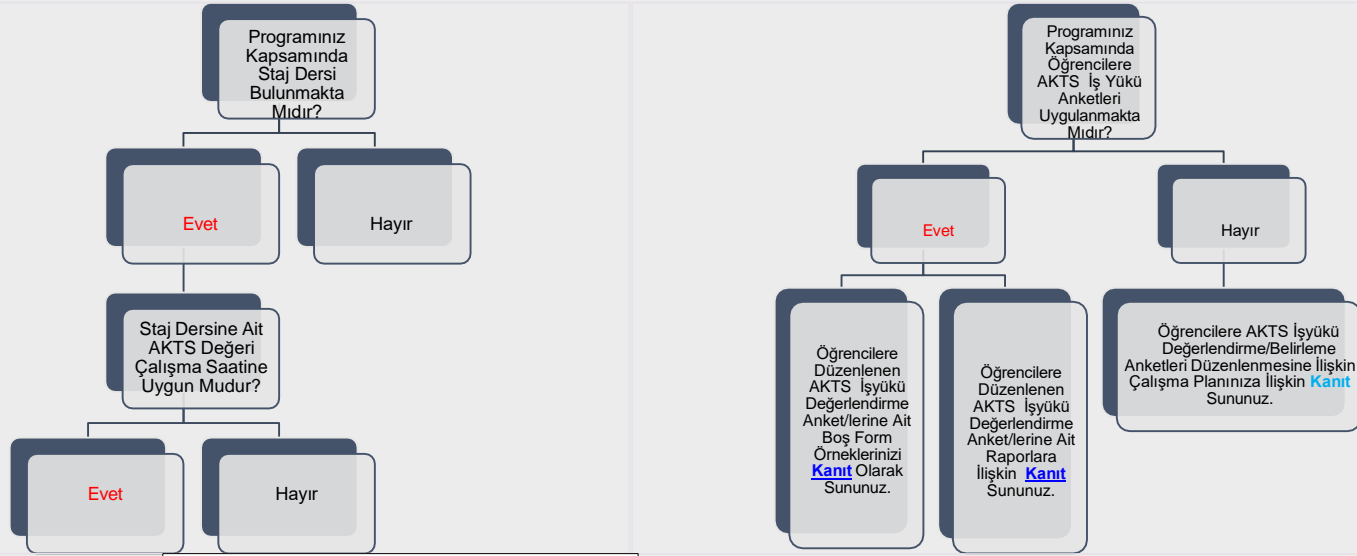 Programınız
Kapsamında
Staj Dersi
Bulunmakta
Mıdır?
Evet
Hayır
Staj Dersine Ait
AKTS Değeri
Çalışma Saatine
Uygun Mudur?
Evet
Hayır
Programınız
Kapsamında
Öğrencilere
AKTS İş Yükü
Anketleri
Uygulanmakta
Mıdır?
Evet
Hayır
Öğrencilere
Düzenlenen
AKTS İşyükü
Değerlendirme
Anket/lerine Ait
Boş Form
Örneklerinizi
Kanıt Olarak
Sununuz.
Öğrencilere
Düzenlenen
AKTS İşyükü
Değerlendirme
Anket/lerine Ait
Raporlara
İlişkin Kanıt
Sununuz.
Öğrencilere AKTS İşyükü
Değerlendirme/Belirleme
Anketleri Düzenlenmesine İlişkin
Çalışma Planınıza İlişkin Kanıt
Sununuz.